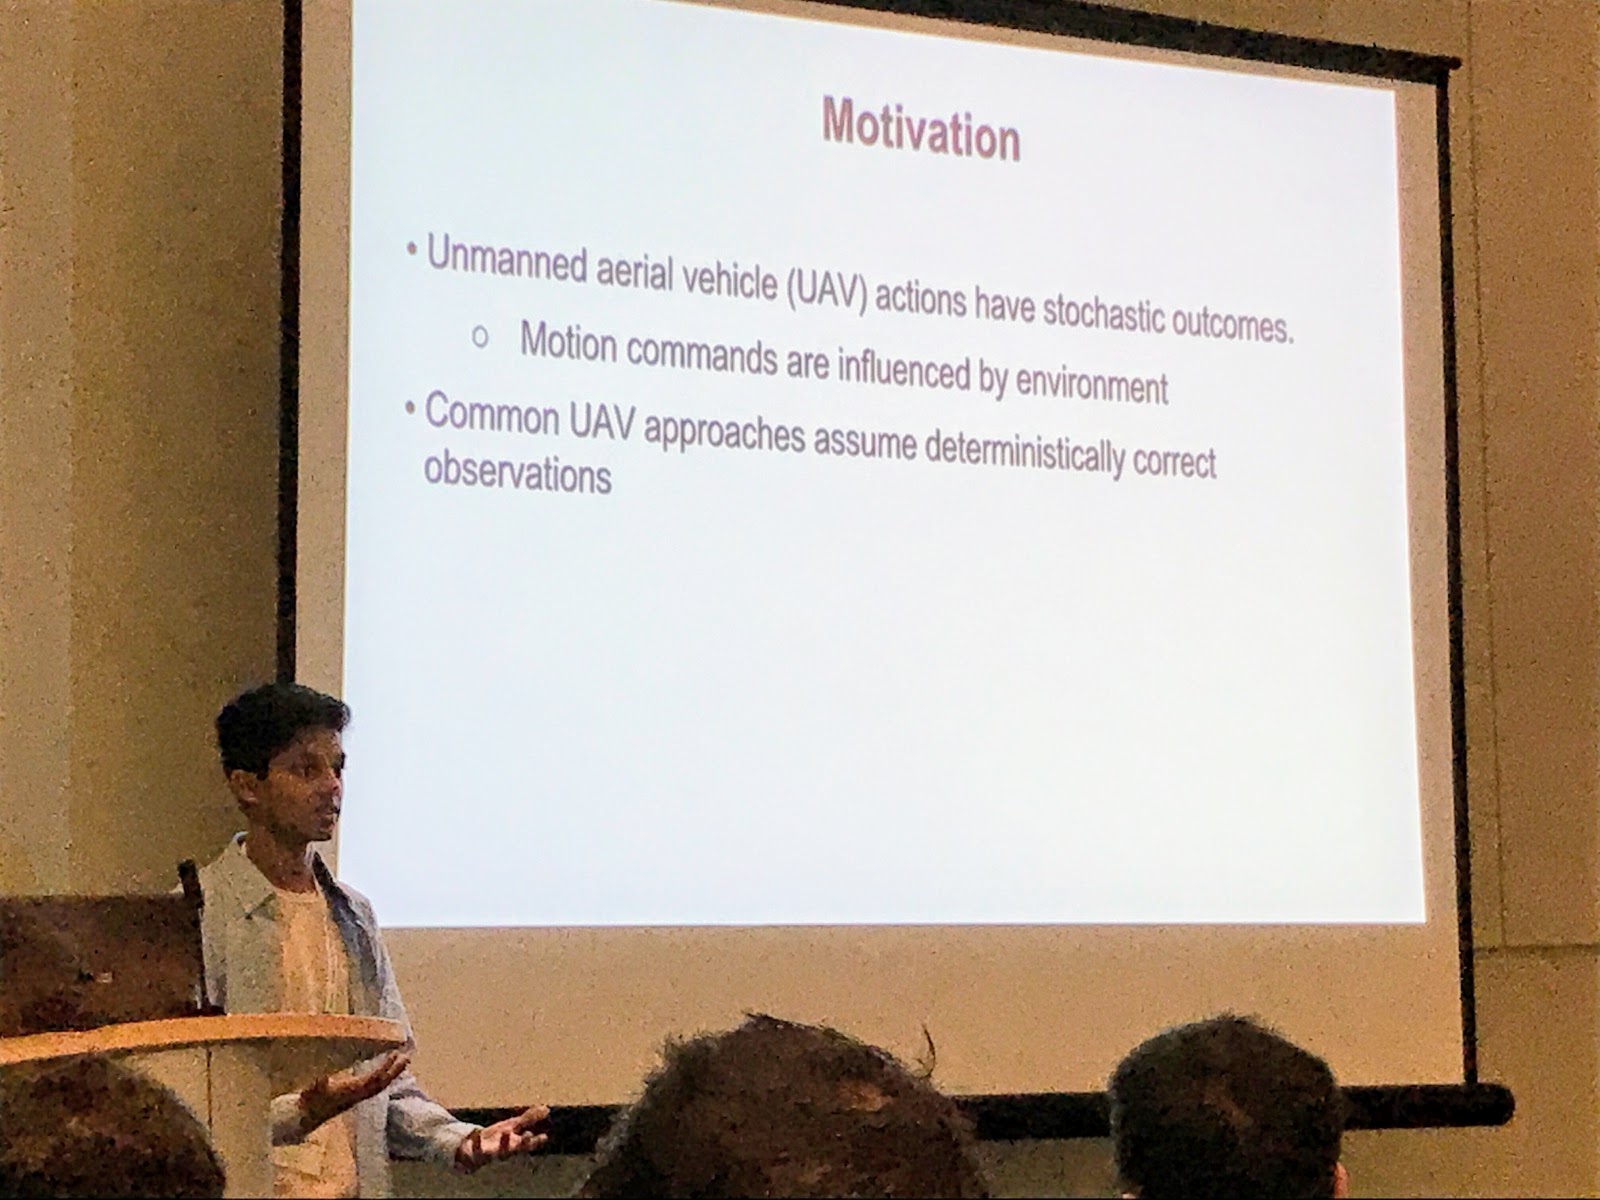 Motivation
• Unmanned aerial vehicle (UAV) actions have stochastic outcomes.
o Motion commands are influenced by environment
• Common UAV approaches assume deterministically correct
observations